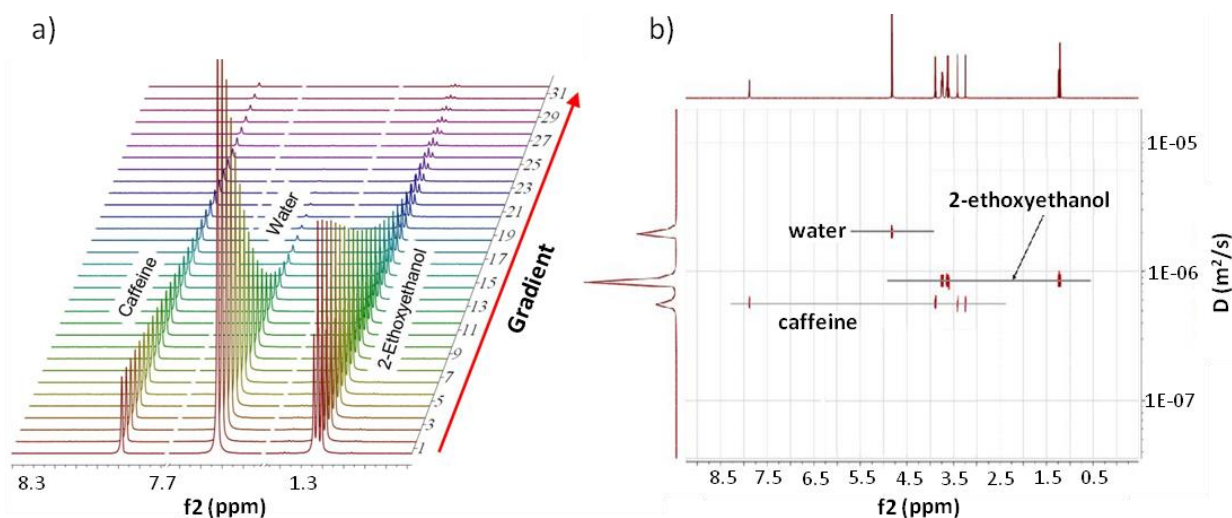 a)
Caffeine
Water
2-Ethoxyethanol
Gradient
31
29
27
25
23
21
19
17
15
13
11
9
7
5
3
1
8.3 7.7 1.3
f2 (ppm)
b)
1E-05
2-ethoxyethanol
water
1E-06
caffeine
1E-07
D (m²/s)
8.5 7.5 6.5 5.5 4.5 3.5 2.5 1.5 0.5
f2 (ppm)